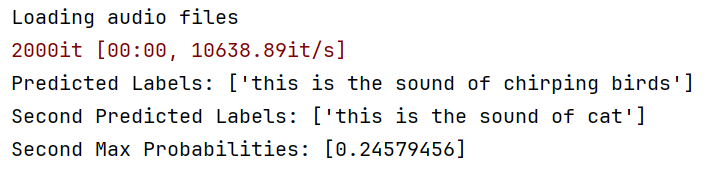 Loading audio files
2000it [00:00, 10638.89it/s]
Predicted Labels: ['this is the sound of chirping birds']
Second Predicted Labels: ['this is the sound of cat']
Second Max Probabilities: [0.24579456]